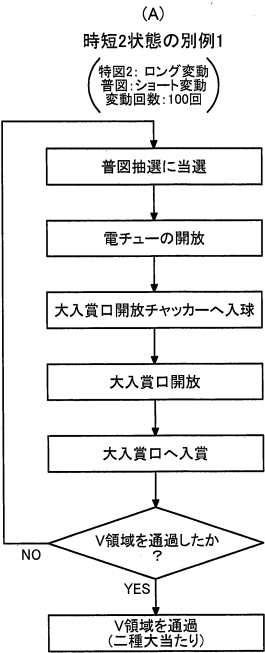 (A)
時短2状態の別例1
特図2: ロング変動
普図:ショート変動
変動回数:100回
普図抽選に当選
電チューの開放
大入賞口開放チャッカーへ入球
大入賞口開放
大入賞口へ入賞
V領域を通過したか
?
NO
YES
V領域を通過
(二種大当たり)